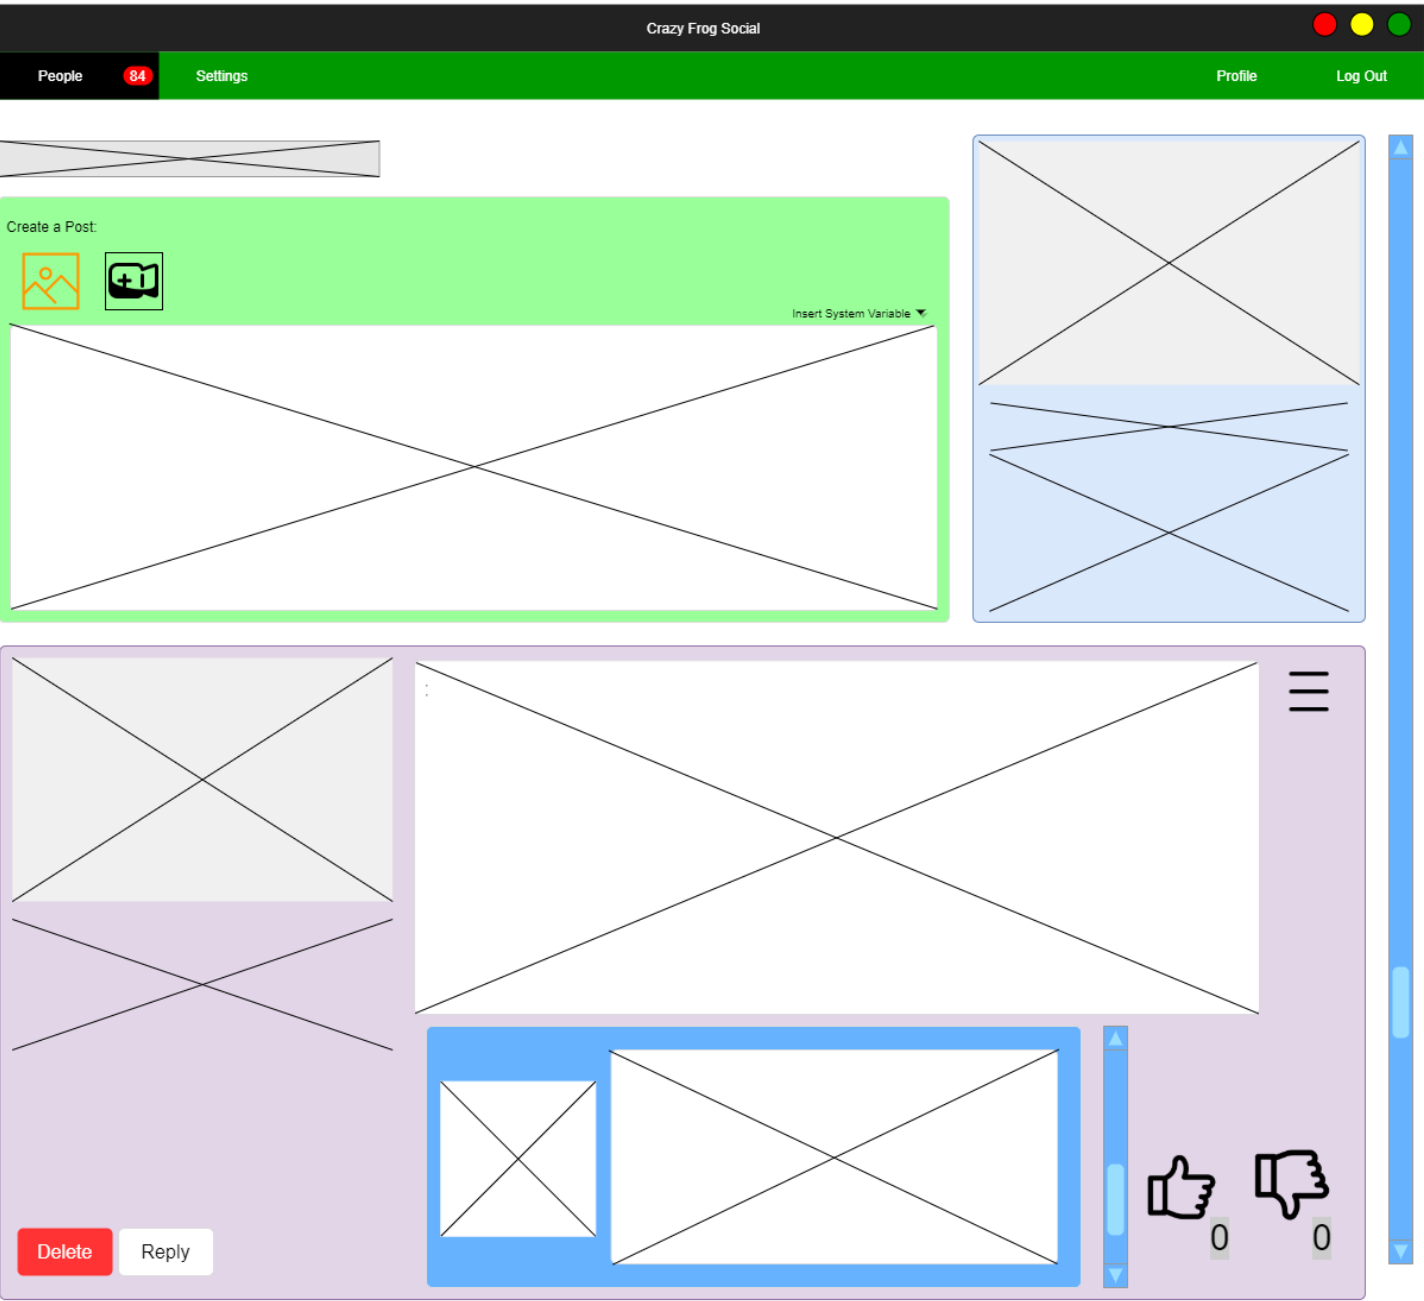 Crazy Frog Social
People 84 Settings Profile Log Out
Create a Post:
Insert System Variable
:
Delete Reply
0 0